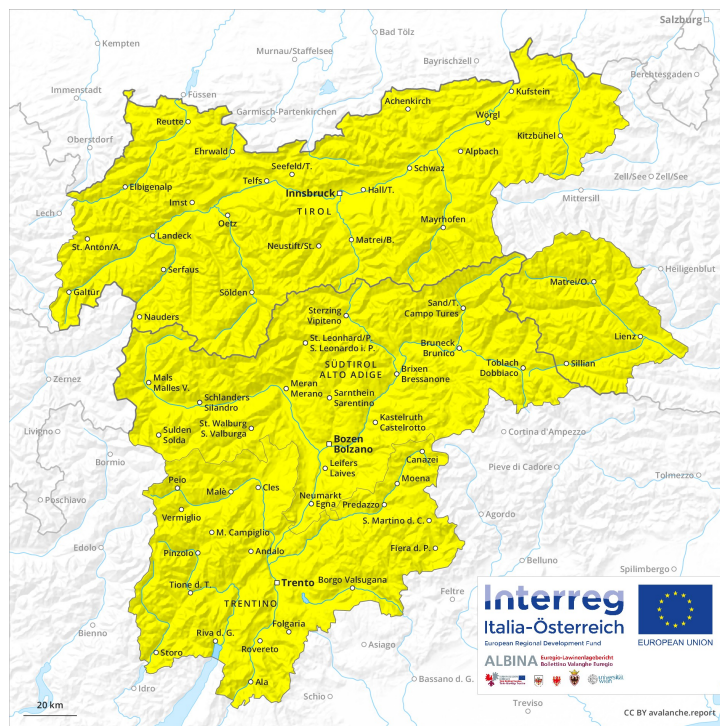 Salzburg
Bad Tölz
Kempten
Murnau/Staffelsee
Bayrischzell
Berchtesgaden
Immenstadt
Füssen
Kufstein
Achenkirch
Garmisch-Partenkirchen
Reutte
Wörgl
Oberstdorf
Kitzbühel
Ehrwald
Alpbach
Seefeld/T.
Schwaz
Telfs
Zell/See
Zell/See
Elbigenalp
Innsbruck
Hall/T.
Mittersill
Imst
TIROL
Lech
Oetz
Mayrhofen
Landeck
St. Anton/A.
Neustift/St.
Matrei/B.
Serfaus
Heiligenblut
Galtür
Sölden
Matrei/O.
Nauders
Sterzing
Vipiteno
Sand/T.
Campo Tures
St. Leonhard/P.
S. Leonardo i. P.
Lienz
Bruneck
Brunico
Toblach
Dobbiaco
Sillian
SÜDTIROL
ALTO ADIGE
Brixen
Bressanone
Zernez
Mals
Malles V.
Meran
Merano
Schlanders
Silandro
Sarnthein
Sarentino
St. Walburg
S. Valburga
Kastelruth
Castelrotto
Livigno
Sulden
Solda
Bozen
Bolzano
Cortina d'Ampezzo
Bormio
Canazei
Leifers
Laives
Pieve di Cadore
Tolmezzo
Peio
Moena
Poschiavo
Malè
Cles
Neumarkt
Egna
Predazzo
Vermiglio
Agordo
S. Martino d. C.
M. Campiglio
Edolo
Pinzolo
Andalo
Fiera d. P.
Belluno
Spilimbergo
Tione d. T.
Trento
Borgo Valsugana
Feltre
TRENTINO
Folgaria
Bieno
Riva d. G.
Rovereto
Asiago
Storo
Idro
Ala
Schio
Bassano d. G.
Treviso
20 km
Interreg
Italia-Österreich
European Regional Development Fund
EUROPEAN UNION
ALBINA
Euregio-Lawinenlagebericht
Bollettino Valanghe Euregio
universität
wien
CC BY avalanche.report